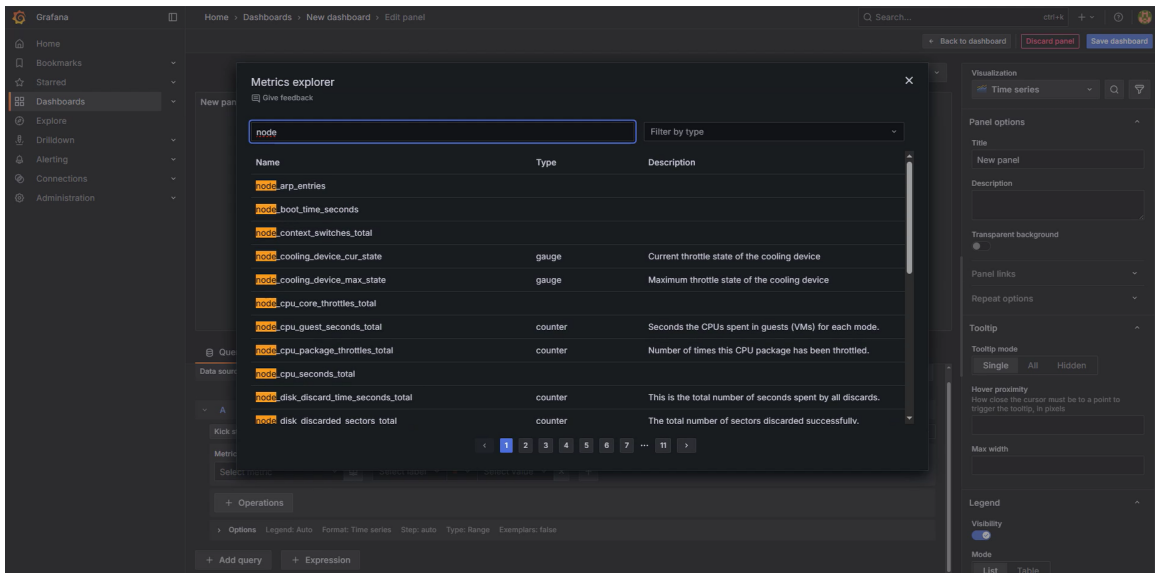 Grafana
Home › Dashboards › New dashboard › Edit panel
Search...
ctrl+k
Home
Bookmarks
Starred
Dashboards
Explore
Drilldown
Alerting
Connections
Administration
← Back to dashboard
Discard panel
Save dashboard
New pan
Metrics explorer
Give feedback
node
Filter by type
Name Type Description
node_arp_entries
node_boot_time_seconds
node_context_switches_total
node_cooling_device_cur_state gauge Current throttle state of the cooling device
node_cooling_device_max_state gauge Maximum throttle state of the cooling device
node_cpu_core_throttles_total
node_cpu_guest_seconds_total counter Seconds the CPUs spent in guests (VMs) for each mode.
node_cpu_package_throttles_total counter Number of times this CPU package has been throttled.
node_cpu_seconds_total
node_disk_discard_time_seconds_total counter This is the total number of seconds spent by all discards.
node_disk_discarded_sectors_total counter The total number of sectors discarded successfully.
‹ 1 2 3 4 5 6 7 ... 11 ›
Que
Data sour
A
Kick s
Metric
Select metric
+ Operations
› Options Legend: Auto Format: Time series Step: auto Type: Range Exemplars: false
+ Add query
+ Expression
Visualization
Time series
Panel options
Title
New panel
Description
Transparent background
Panel links
Repeat options
Tooltip
Tooltip mode
Single All Hidden
Hover proximity
How close the cursor must be to a point to
trigger the tooltip, in pixels
Max width
Legend
Visibility
Mode
List Table